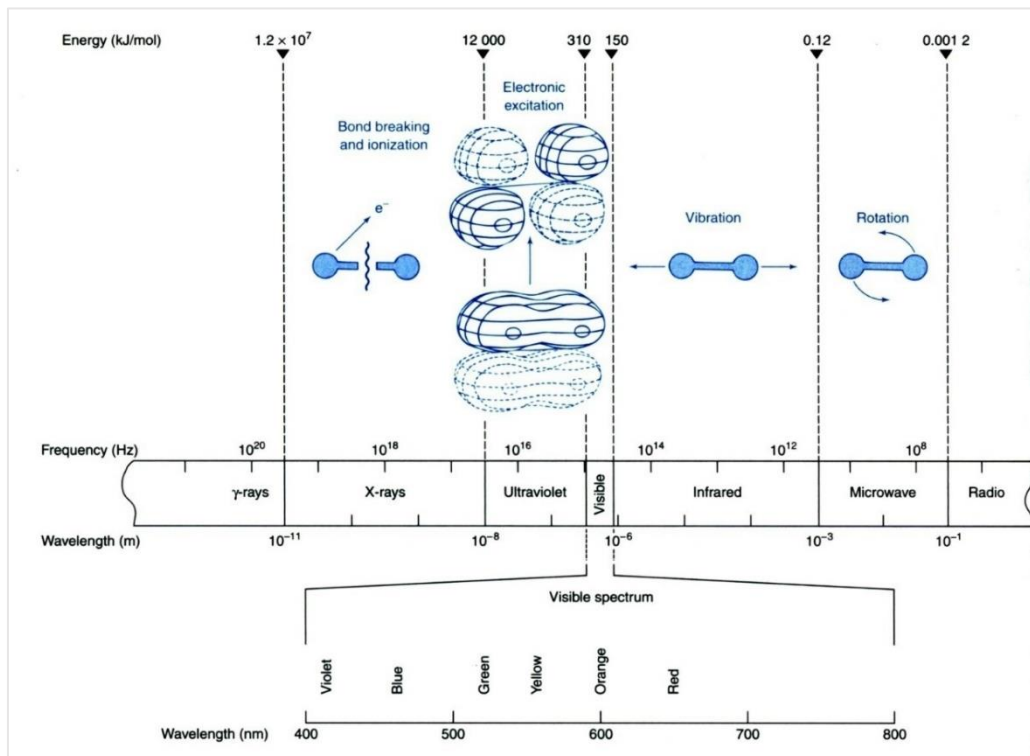 Energy (kJ/mol) 1.2 × 10⁷ 12 000 310 150 0.12 0.001 2
Electronic
excitation
Bond breaking
and ionization
e⁻
Vibration
Rotation
Frequency (Hz) 10²⁰ 10¹⁸ 10¹⁶ 10¹⁴ 10¹² 10⁸
γ-rays X-rays Ultraviolet Visible Infrared Microwave Radio
Wavelength (m) 10⁻¹¹ 10⁻⁸ 10⁻⁶ 10⁻³ 10⁻¹
Visible spectrum
Violet Blue Green Yellow Orange Red
Wavelength (nm) 400 500 600 700 800